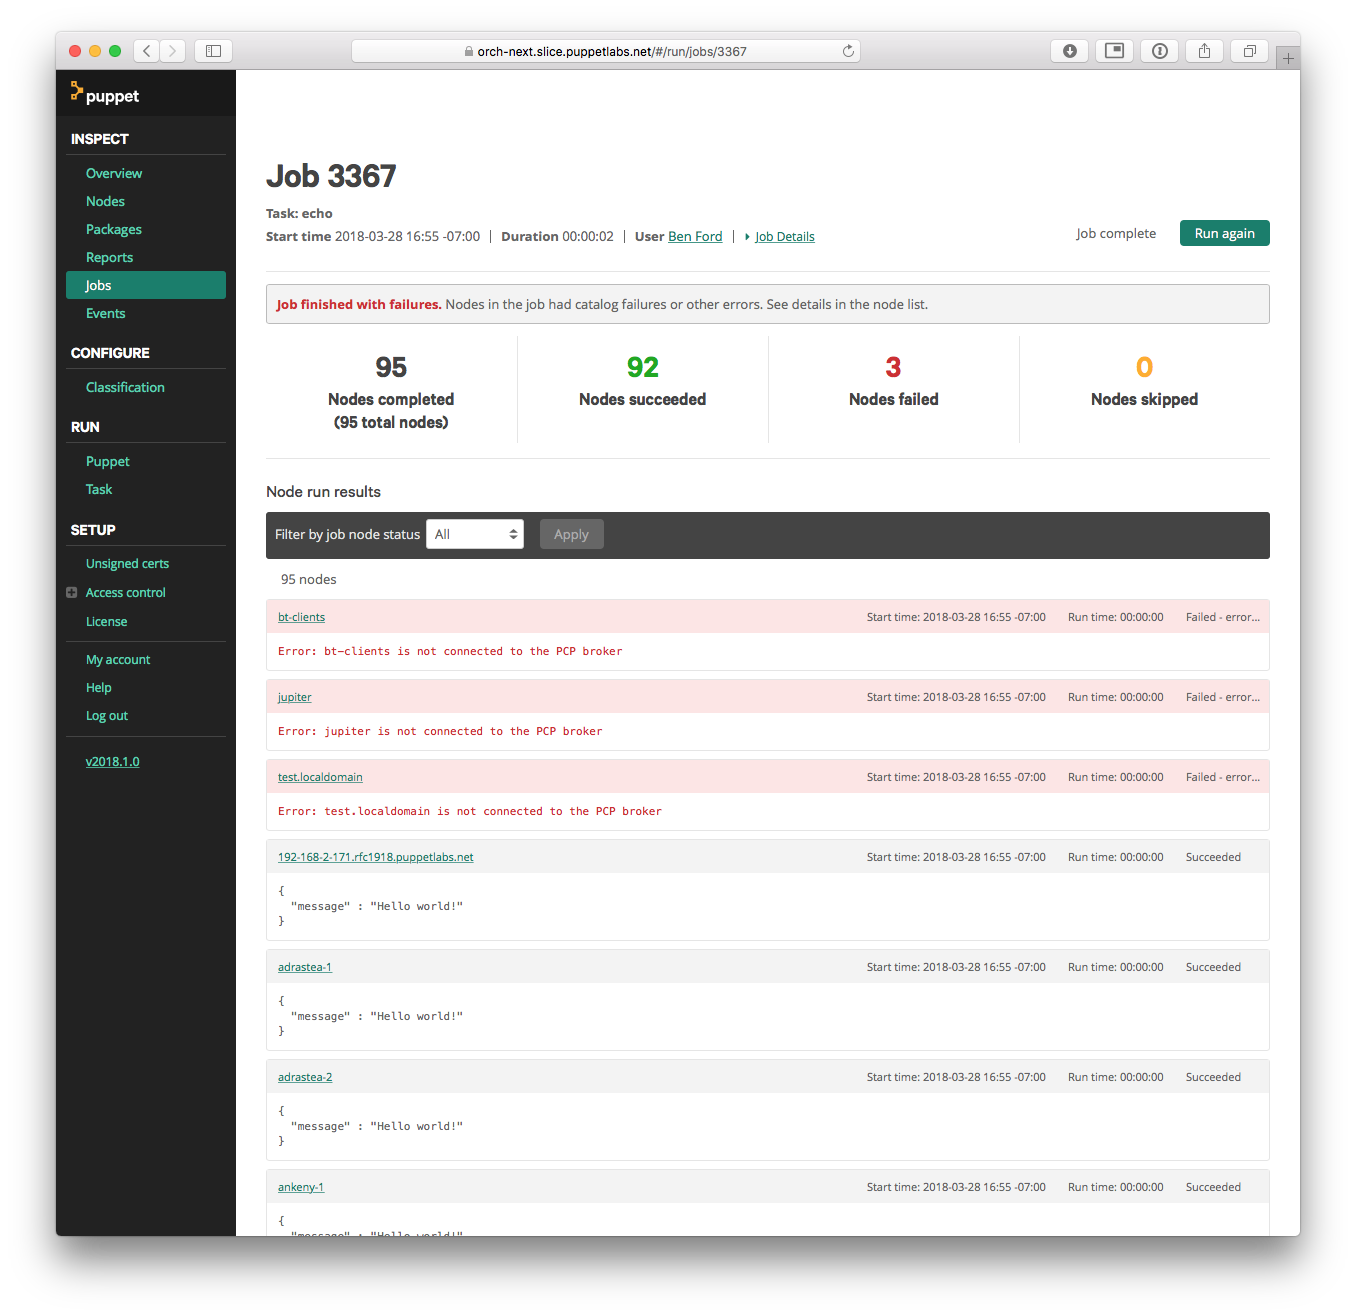 orch-next.slice.puppetlabs.net/#/run/jobs/3367
puppet
INSPECT
Overview
Nodes
Packages
Reports
Jobs
Events
CONFIGURE
Classification
RUN
Puppet
Task
SETUP
Unsigned certs
Access control
License
My account
Help
Log out
v2018.1.0
Job 3367
Task: echo
Start time 2018-03-28 16:55 -07:00 | Duration 00:00:02 | User Ben Ford | Job Details
Job complete
Run again
Job finished with failures. Nodes in the job had catalog failures or other errors. See details in the node list.
95
Nodes completed
(95 total nodes)
92
Nodes succeeded
3
Nodes failed
0
Nodes skipped
Node run results
Filter by job node status All Apply
95 nodes
bt-clients Start time: 2018-03-28 16:55 -07:00 Run time: 00:00:00 Failed - error...
Error: bt-clients is not connected to the PCP broker
jupiter Start time: 2018-03-28 16:55 -07:00 Run time: 00:00:00 Failed - error...
Error: jupiter is not connected to the PCP broker
test.localdomain Start time: 2018-03-28 16:55 -07:00 Run time: 00:00:00 Failed - error...
Error: test.localdomain is not connected to the PCP broker
192-168-2-171.rfc1918.puppetlabs.net Start time: 2018-03-28 16:55 -07:00 Run time: 00:00:00 Succeeded
{
"message" : "Hello world!"
}
adrastea-1 Start time: 2018-03-28 16:55 -07:00 Run time: 00:00:00 Succeeded
{
"message" : "Hello world!"
}
adrastea-2 Start time: 2018-03-28 16:55 -07:00 Run time: 00:00:00 Succeeded
{
"message" : "Hello world!"
}
ankeny-1 Start time: 2018-03-28 16:55 -07:00 Run time: 00:00:00 Succeeded
{
"message" : "Hello world!"